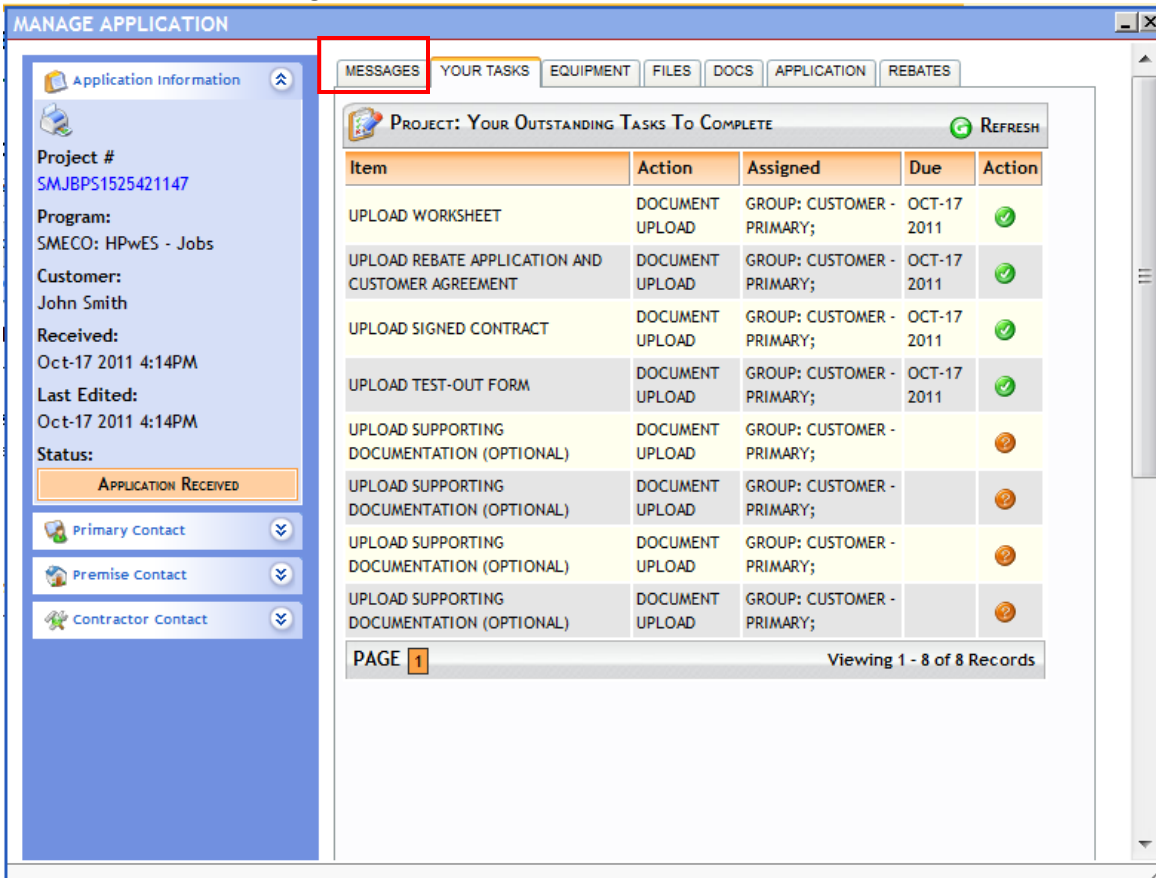 MANAGE APPLICATION
Application Information
Project #
SMJBPS1525421147
Program:
SMECO: HPwES - Jobs
Customer:
John Smith
Received:
Oct-17 2011 4:14PM
Last Edited:
Oct-17 2011 4:14PM
Status:
APPLICATION RECEIVED
Primary Contact
Premise Contact
Contractor Contact
MESSAGES YOUR TASKS EQUIPMENT FILES DOCS APPLICATION REBATES
PROJECT: YOUR OUTSTANDING TASKS TO COMPLETE REFRESH
Item Action Assigned Due Action
UPLOAD WORKSHEET DOCUMENT UPLOAD GROUP: CUSTOMER - PRIMARY; OCT-17 2011
UPLOAD REBATE APPLICATION AND CUSTOMER AGREEMENT DOCUMENT UPLOAD GROUP: CUSTOMER - PRIMARY; OCT-17 2011
UPLOAD SIGNED CONTRACT DOCUMENT UPLOAD GROUP: CUSTOMER - PRIMARY; OCT-17 2011
UPLOAD TEST-OUT FORM DOCUMENT UPLOAD GROUP: CUSTOMER - PRIMARY; OCT-17 2011
UPLOAD SUPPORTING DOCUMENTATION (OPTIONAL) DOCUMENT UPLOAD GROUP: CUSTOMER - PRIMARY;
UPLOAD SUPPORTING DOCUMENTATION (OPTIONAL) DOCUMENT UPLOAD GROUP: CUSTOMER - PRIMARY;
UPLOAD SUPPORTING DOCUMENTATION (OPTIONAL) DOCUMENT UPLOAD GROUP: CUSTOMER - PRIMARY;
UPLOAD SUPPORTING DOCUMENTATION (OPTIONAL) DOCUMENT UPLOAD GROUP: CUSTOMER - PRIMARY;
PAGE 1 Viewing 1 - 8 of 8 Records